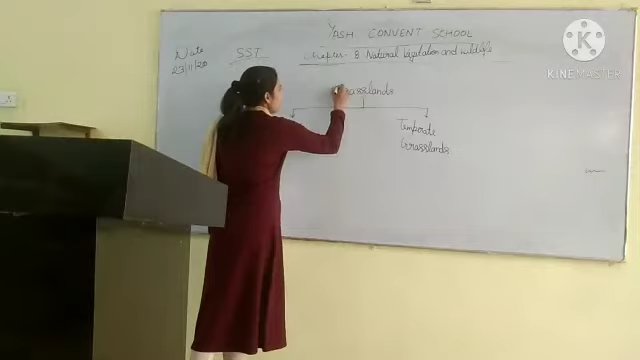 YASH CONVENT SCHOOL
Date
23/11/20
SST
Chapter - 8 Natural Vegetation and wildlife
Grasslands
Temperate
Grasslands
KINEMASTER